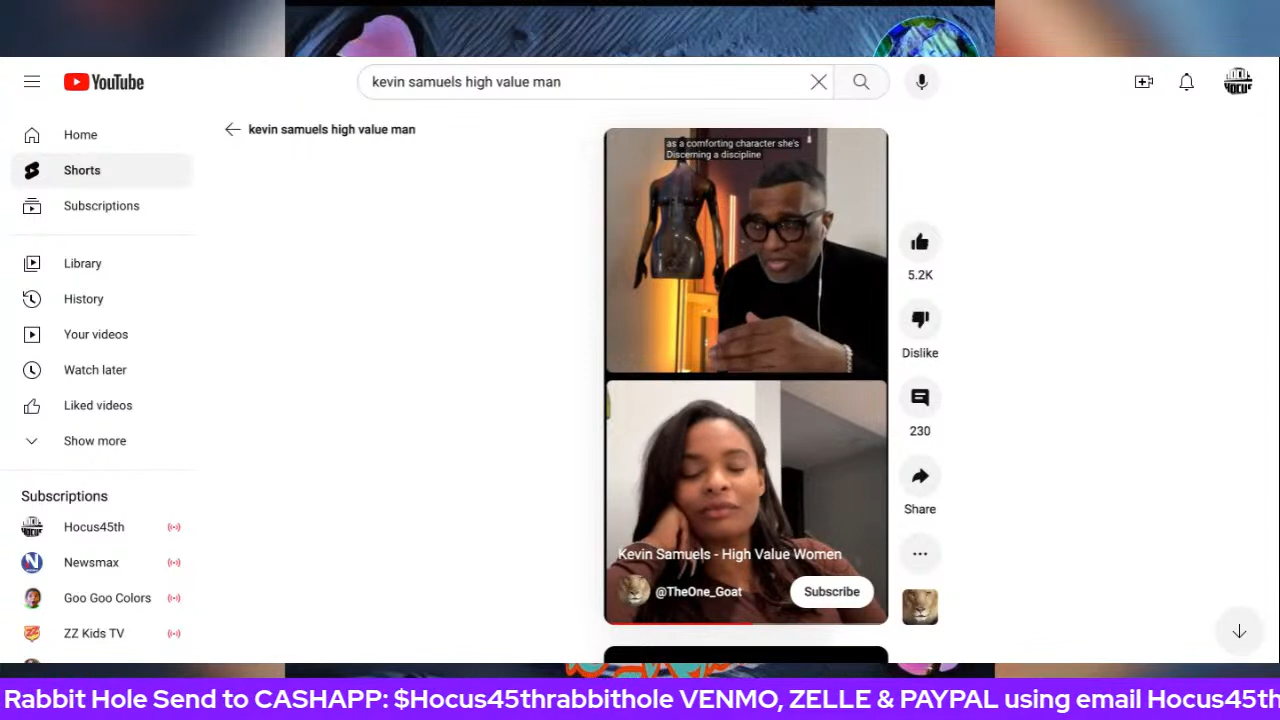 YouTube
kevin samuels high value man
Home
Shorts
Subscriptions
Library
History
Your videos
Watch later
Liked videos
Show more
Subscriptions
Hocus45th
Newsmax
Goo Goo Colors
ZZ Kids TV
kevin samuels high value man
as a comforting character she's
Discerning a discipline
Kevin Samuels - High Value Women
@TheOne_Goat
Subscribe
5.2K
Dislike
230
Share
Rabbit Hole Send to CASHAPP: $Hocus45thrabbithole VENMO, ZELLE & PAYPAL using email Hocus45th